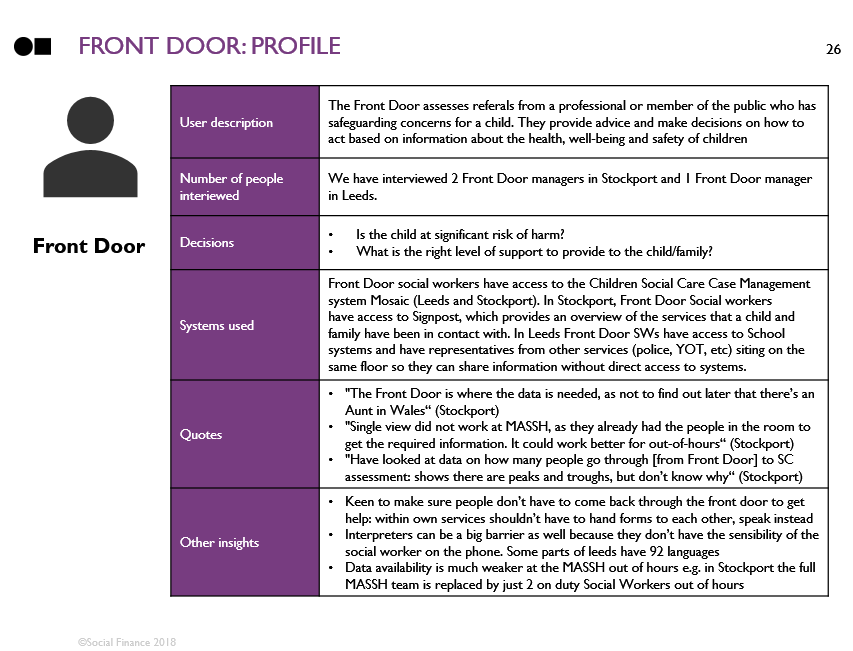 FRONT DOOR: PROFILE
26
Front Door
User description
The Front Door assesses referals from a professional or member of the public who has
safeguarding concerns for a child. They provide advice and make decisions on how to
act based on information about the health, well-being and safety of children
Number of people
interiewed
We have interviewed 2 Front Door managers in Stockport and 1 Front Door manager
in Leeds.
Decisions
• Is the child at significant risk of harm?
• What is the right level of support to provide to the child/family?
Systems used
Front Door social workers have access to the Children Social Care Case Management
system Mosaic (Leeds and Stockport). In Stockport, Front Door Social workers
have access to Signpost, which provides an overview of the services that a child and
family have been in contact with. In Leeds Front Door SWs have access to School
systems and have representatives from other services (police, YOT, etc) siting on the
same floor so they can share information without direct access to systems.
Quotes
• "The Front Door is where the data is needed, as not to find out later that there's an
Aunt in Wales“ (Stockport)
• "Single view did not work at MASSH, as they already had the people in the room to
get the required information. It could work better for out-of-hours“ (Stockport)
• "Have looked at data on how many people go through [from Front Door] to SC
assessment: shows there are peaks and troughs, but don't know why“ (Stockport)
Other insights
• Keen to make sure people don't have to come back through the front door to get
help: within own services shouldn't have to hand forms to each other, speak instead
• Interpreters can be a big barrier as well because they don't have the sensibility of the
social worker on the phone. Some parts of leeds have 92 languages
• Data availability is much weaker at the MASSH out of hours e.g. in Stockport the full
MASSH team is replaced by just 2 on duty Social Workers out of hours
©Social Finance 2018